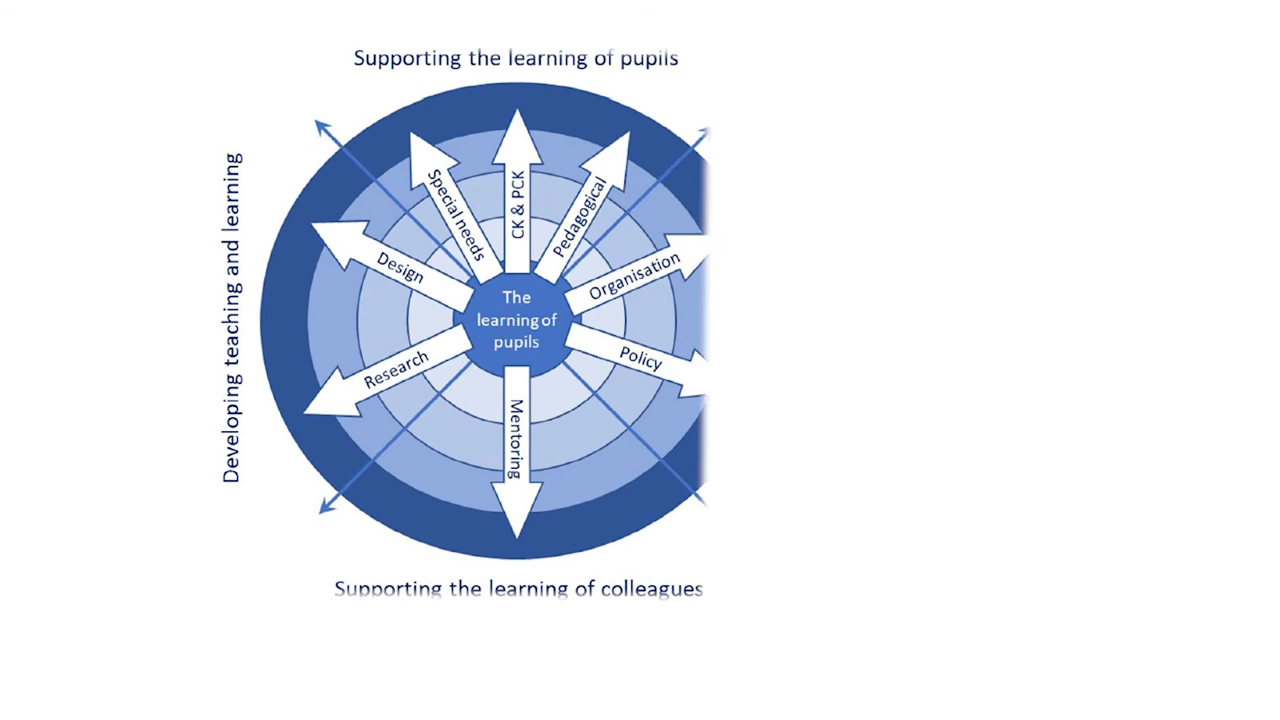 Supporting the learning of pupils
Developing teaching and learning
Special needs
CK & PCK
Pedagogical
Design
Organisation
The
learning of
pupils
Research
Policy
Mentoring
Supporting the learning of colleagues